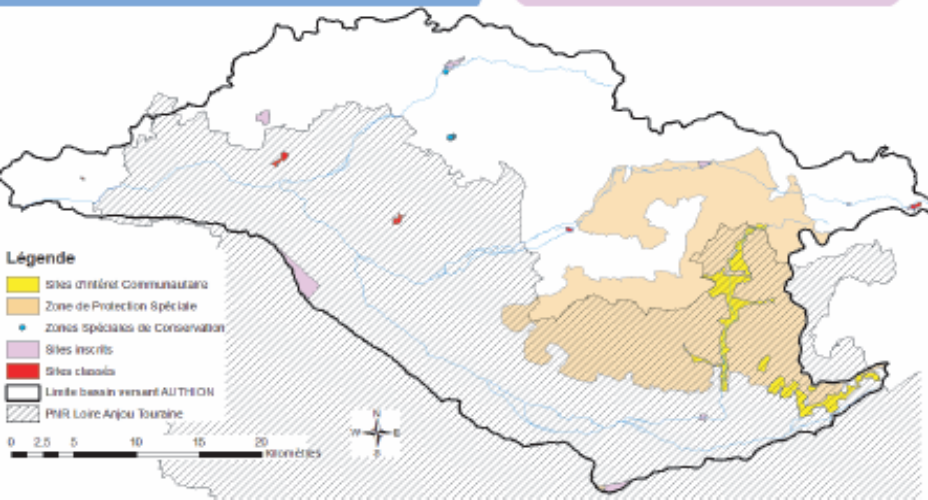 Légende
Sites d'Intéret Communautaire
Zone de Protection Spéciale
Zones Spéciales de Conservation
Sites inscrits
Sites classés
Limite bassin versant AUTHION
PNR Loire Anjou Touraine
0 2,5 5 10 15 20
Kilomètres
N
W E
S